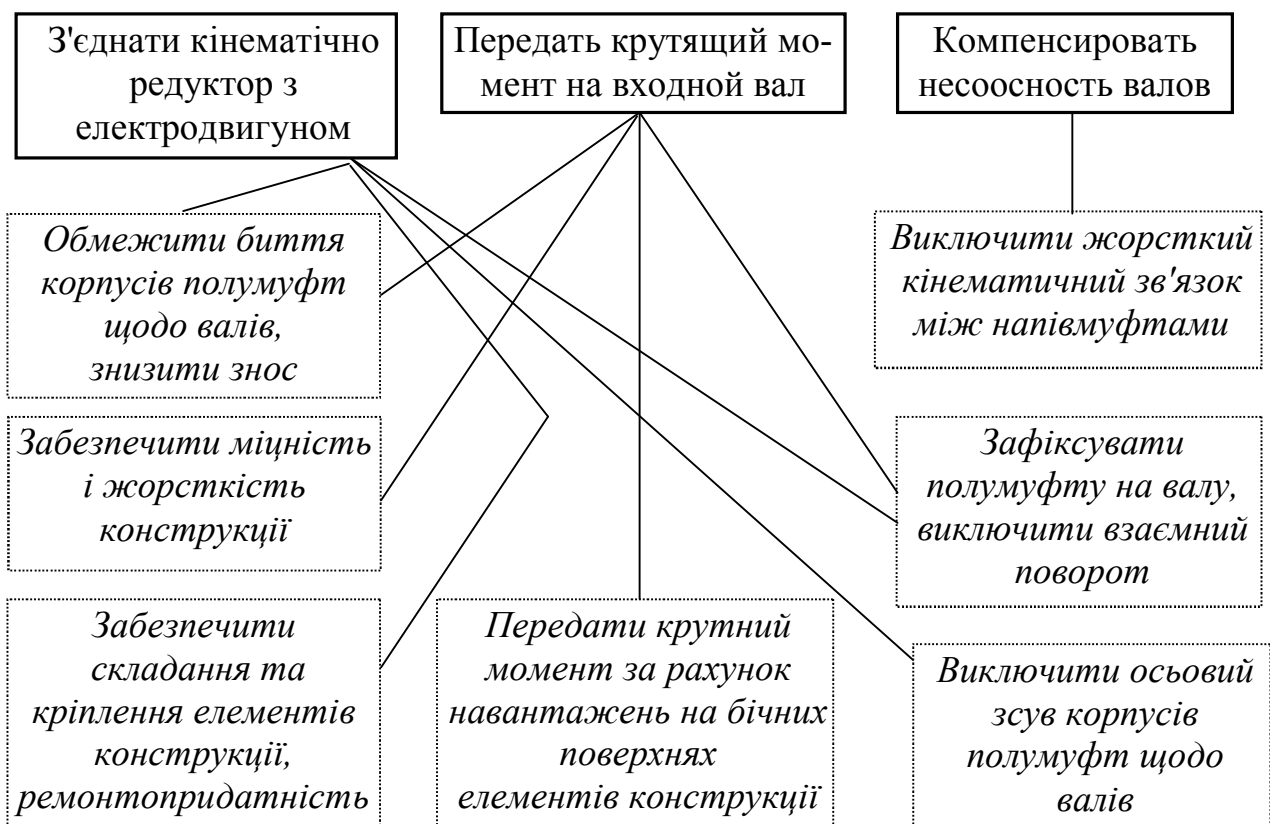 З'єднати кінематічно
редуктор з
електродвигуном
Передать крутящий мо-
мент на входной вал
Компенсировать
несоосность валов
Обмежити биття
корпусів полумуфт
щодо валів,
знизити знос
Виключити жорсткий
кінематичний зв'язок
між напівмуфтами
Забезпечити міцність
і жорсткість
конструкції
Зафіксувати
полумуфту на валу,
виключити взаємний
поворот
Забезпечити
складання та
кріплення елементів
конструкції,
ремонтопридатність
Передати крутний
момент за рахунок
навантажень на бічних
поверхнях
елементів конструкції
Виключити осьовий
зсув корпусів
полумуфт щодо
валів